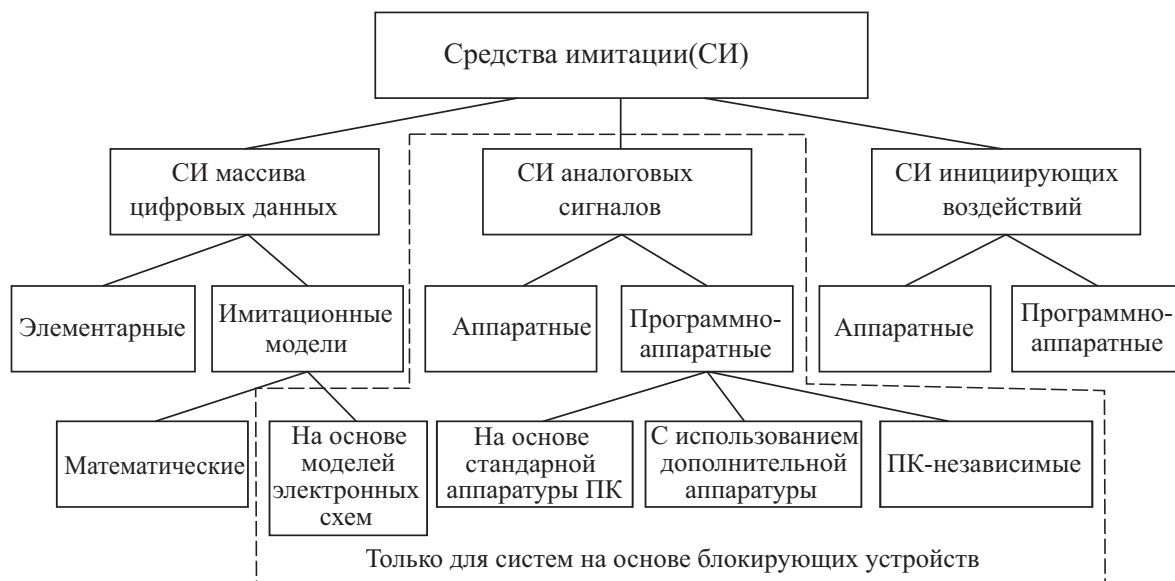 Средства имитации(СИ)
СИ массива
цифровых данных
СИ аналоговых
сигналов
СИ инициирующих
воздействий
Элементарные
Имитационные
модели
Аппаратные
Программно-
аппаратные
Аппаратные
Программно-
аппаратные
Математические
На основе
моделей
электронных
схем
На основе
стандарной
аппаратуры ПК
С использованием
дополнительной
аппаратуры
ПК-независимые
Только для систем на основе блокирующих устройств